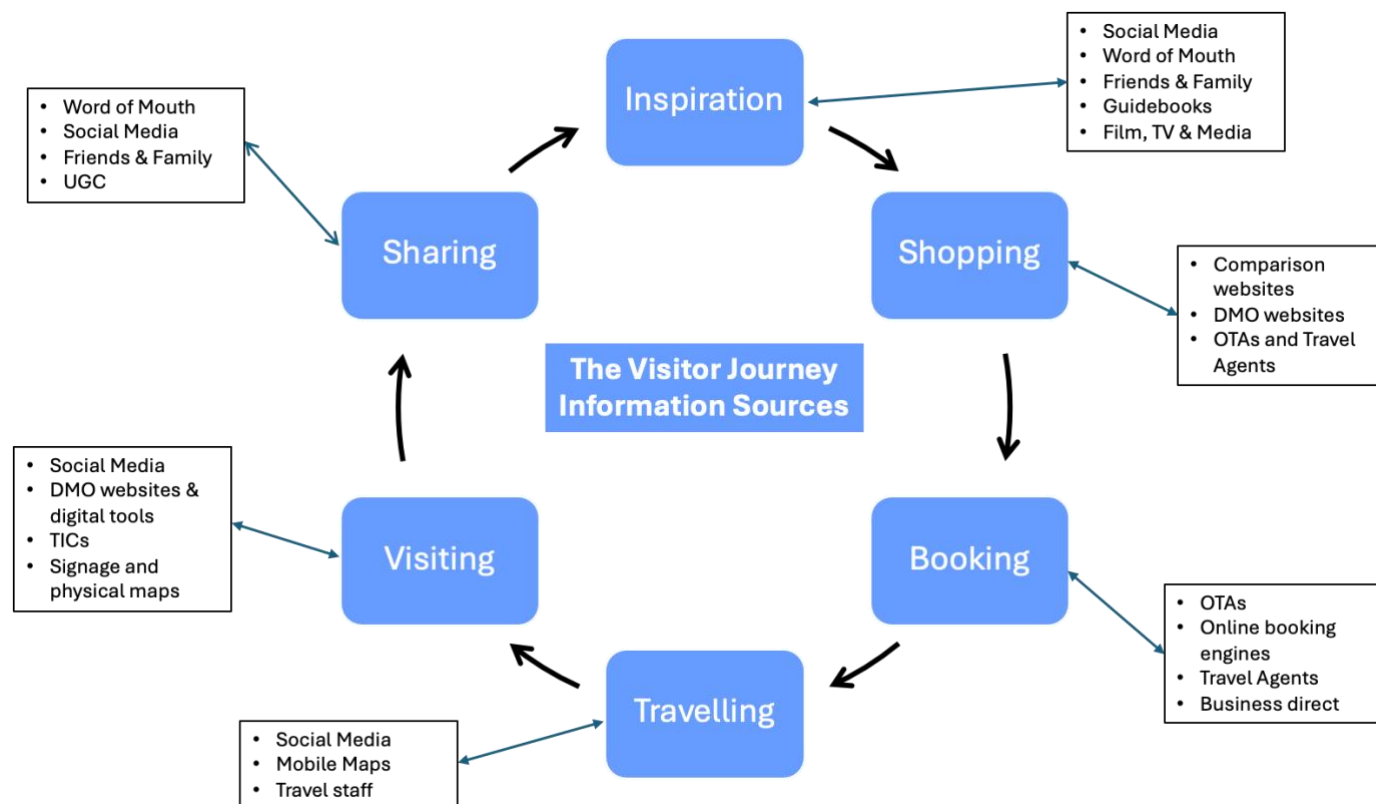 Inspiration
• Social Media
• Word of Mouth
• Friends & Family
• Guidebooks
• Film, TV & Media
Shopping
• Comparison
websites
• DMO websites
• OTAs and Travel
Agents
Booking
• OTAs
• Online booking
engines
• Travel Agents
• Business direct
Travelling
• Social Media
• Mobile Maps
• Travel staff
Visiting
• Social Media
• DMO websites &
digital tools
• TICs
• Signage and
physical maps
Sharing
• Word of Mouth
• Social Media
• Friends & Family
• UGC
The Visitor Journey
Information Sources